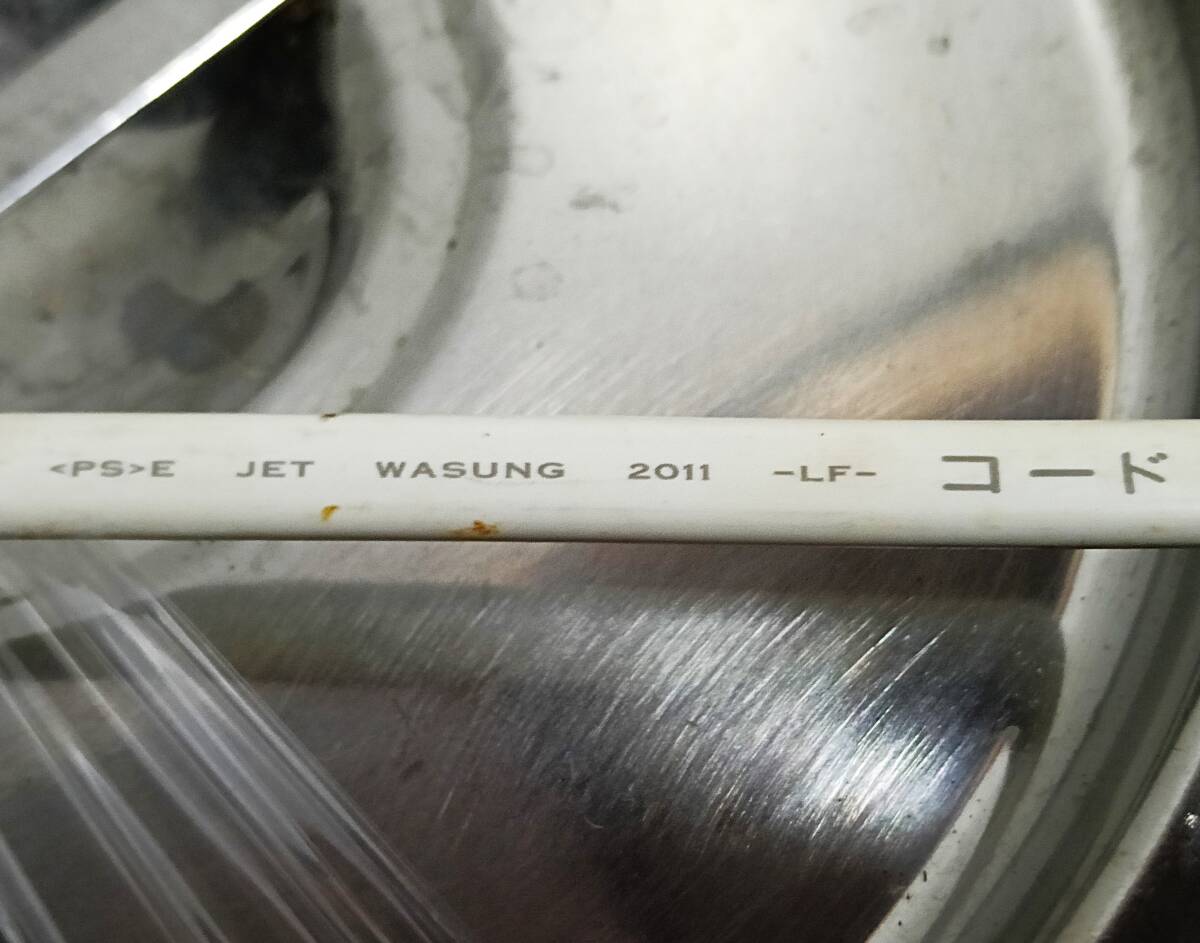 <PS>E JET WASUNG 2011 -LF- コード